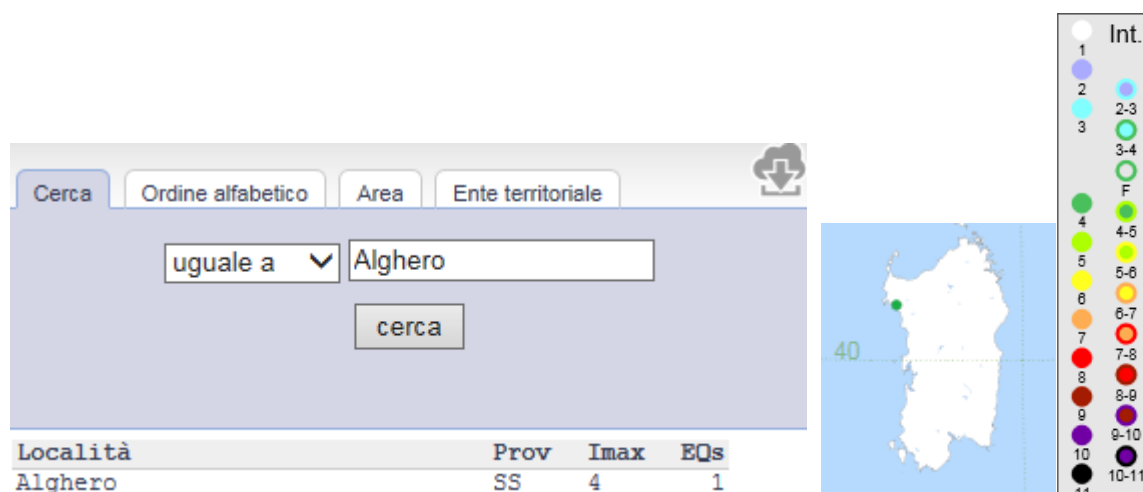 Cerca Ordine alfabetico Area Ente territoriale
uguale a Alghero
cerca
Località Prov Imax EQs
Alghero SS 4 1
40
Int.
1
2 2-3
3 3-4
F
4 4-5
5 5-6
6 6-7
7 7-8
8 8-9
9 9-10
10 10-11
11